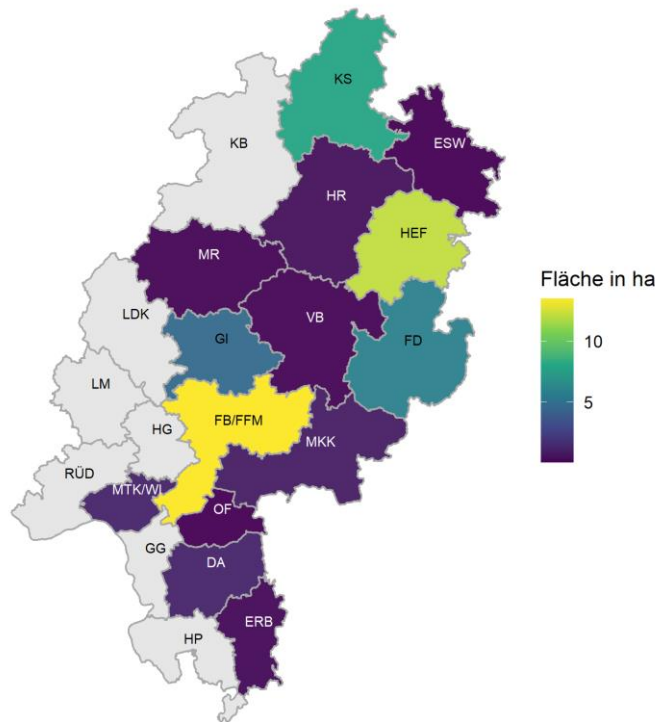 KS
KB
ESW
HR
HEF
MR
LDK
VB
GI
FD
LM
FB/FFM
HG
MKK
RÜD
MTK/WI
OF
GG
DA
ERB
HP
Fläche in ha
10
5